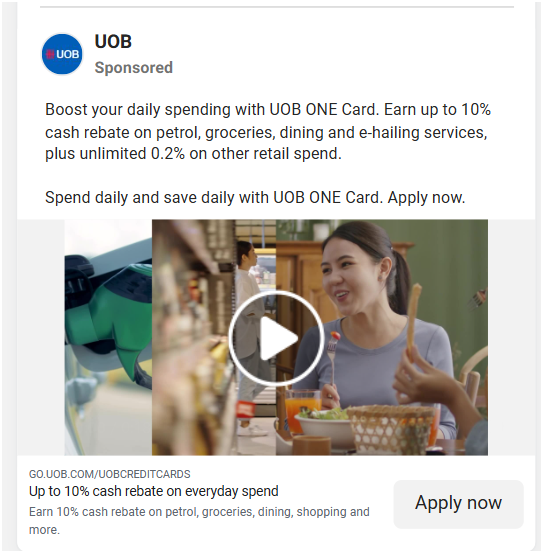 UOB
UOB
Sponsored
Boost your daily spending with UOB ONE Card. Earn up to 10%
cash rebate on petrol, groceries, dining and e-hailing services,
plus unlimited 0.2% on other retail spend.
Spend daily and save daily with UOB ONE Card. Apply now.
GO.UOB.COM/UOBCREDITCARDS
Up to 10% cash rebate on everyday spend
Earn 10% cash rebate on petrol, groceries, dining, shopping and
more.
Apply now